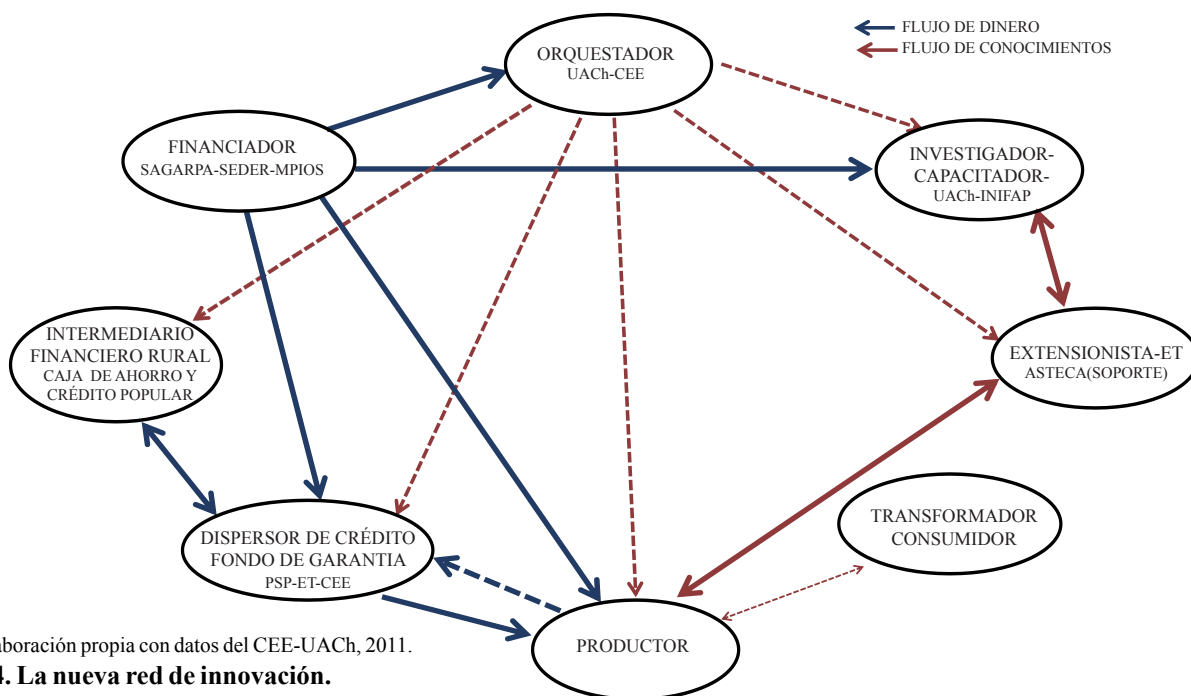 FLUJO DE DINERO
FLUJO DE CONOCIMIENTOS
ORQUESTADOR
UACh-CEE
FINANCIADOR
SAGARPA-SEDER-MPIOS
INVESTIGADOR-
CAPACITADOR-
UACh-INIFAP
INTERMEDIARIO
FINANCIERO RURAL
CAJA DE AHORRO Y
CRÉDITO POPULAR
EXTENSIONISTA-ET
ASTECA(SOPORTE)
TRANSFORMADOR
CONSUMIDOR
DISPERSOR DE CRÉDITO
FONDO DE GARANTIA
PSP-ET-CEE
PRODUCTOR
aboración propia con datos del CEE-UACh, 2011.
4. La nueva red de innovación.